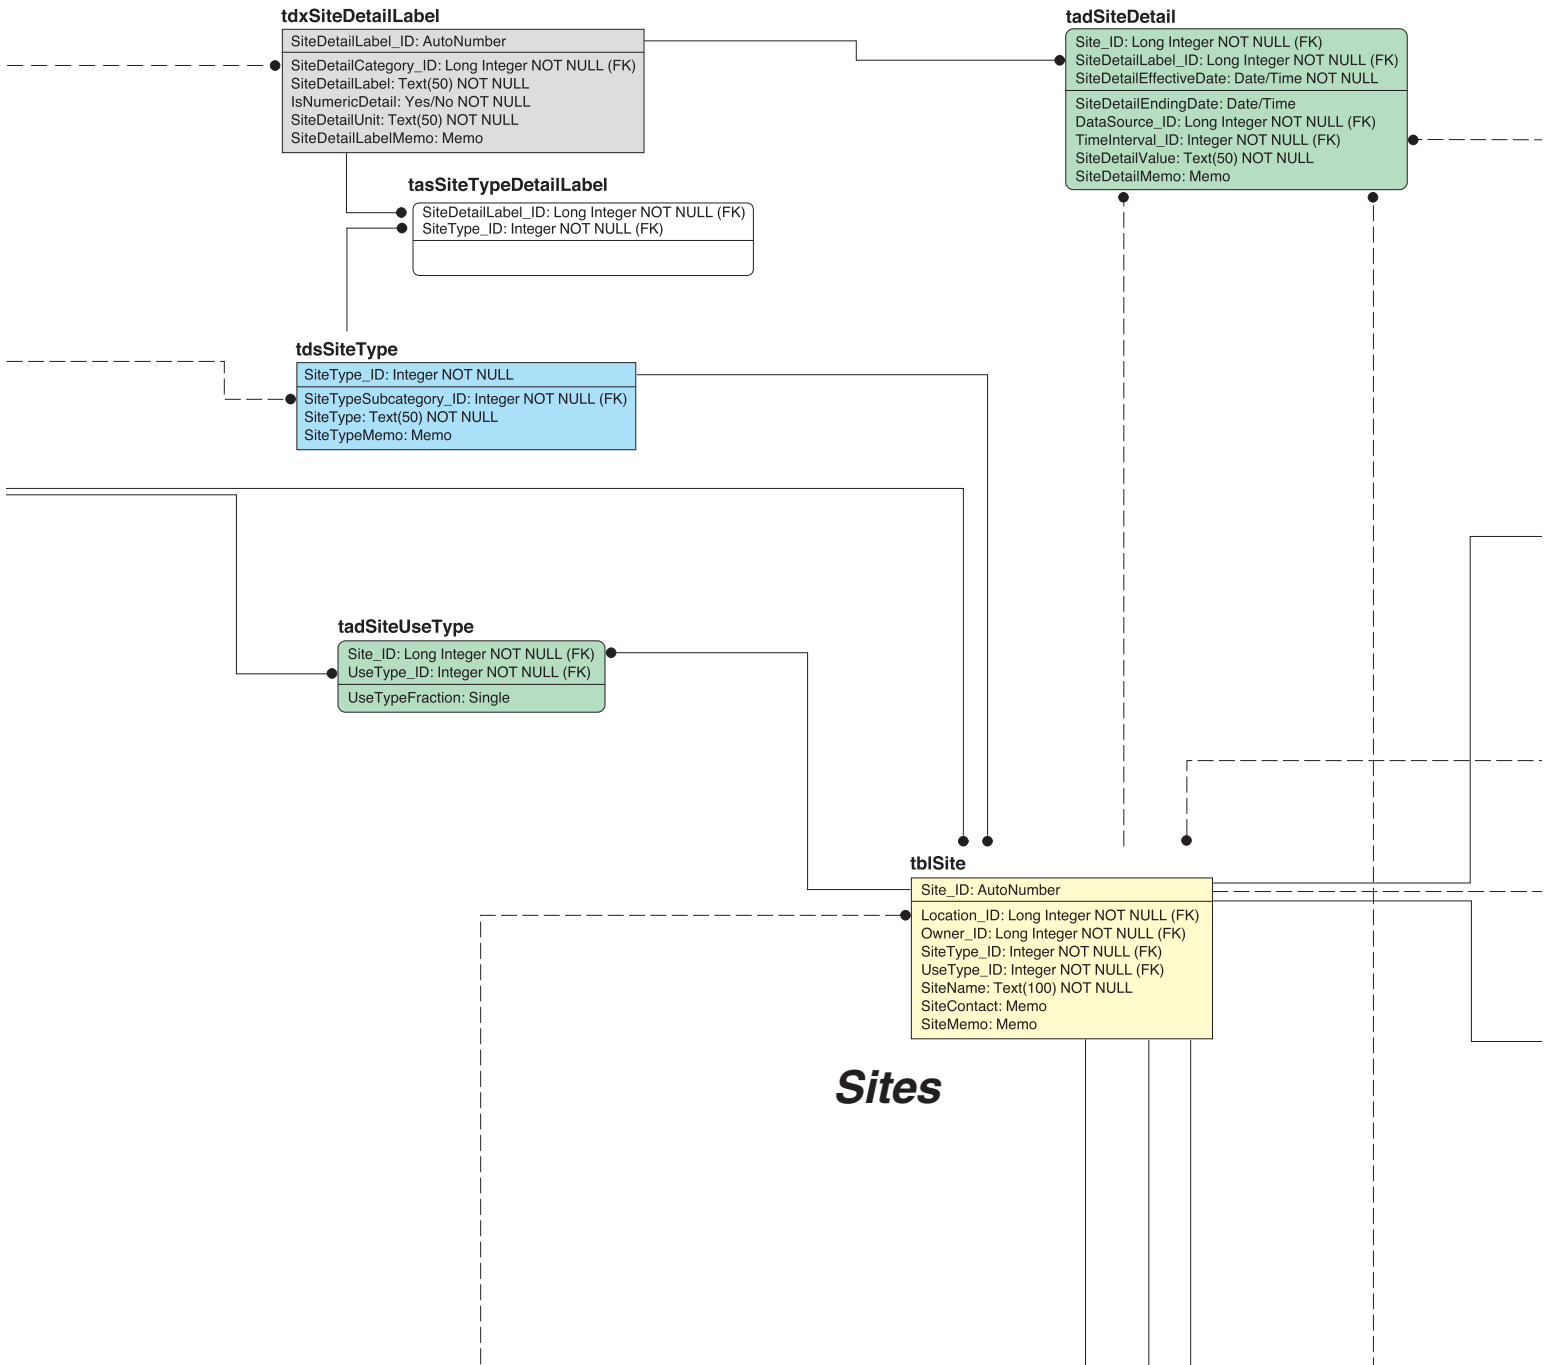 tdxSiteDetailLabel
SiteDetailLabel_ID: AutoNumber
SiteDetailCategory_ID: Long Integer NOT NULL (FK)
SiteDetailLabel: Text(50) NOT NULL
IsNumericDetail: Yes/No NOT NULL
SiteDetailUnit: Text(50) NOT NULL
SiteDetailLabelMemo: Memo
tadSiteDetail
Site_ID: Long Integer NOT NULL (FK)
SiteDetailLabel_ID: Long Integer NOT NULL (FK)
SiteDetailEffectiveDate: Date/Time NOT NULL
SiteDetailEndingDate: Date/Time
DataSource_ID: Long Integer NOT NULL (FK)
TimeInterval_ID: Integer NOT NULL (FK)
SiteDetailValue: Text(50) NOT NULL
SiteDetailMemo: Memo
tasSiteTypeDetailLabel
SiteDetailLabel_ID: Long Integer NOT NULL (FK)
SiteType_ID: Integer NOT NULL (FK)
tdsSiteType
SiteType_ID: Integer NOT NULL
SiteTypeSubcategory_ID: Integer NOT NULL (FK)
SiteType: Text(50) NOT NULL
SiteTypeMemo: Memo
tadSiteUseType
Site_ID: Long Integer NOT NULL (FK)
UseType_ID: Integer NOT NULL (FK)
UseTypeFraction: Single
tblSite
Site_ID: AutoNumber
Location_ID: Long Integer NOT NULL (FK)
Owner_ID: Long Integer NOT NULL (FK)
SiteType_ID: Integer NOT NULL (FK)
UseType_ID: Integer NOT NULL (FK)
SiteName: Text(100) NOT NULL
SiteContact: Memo
SiteMemo: Memo
Sites